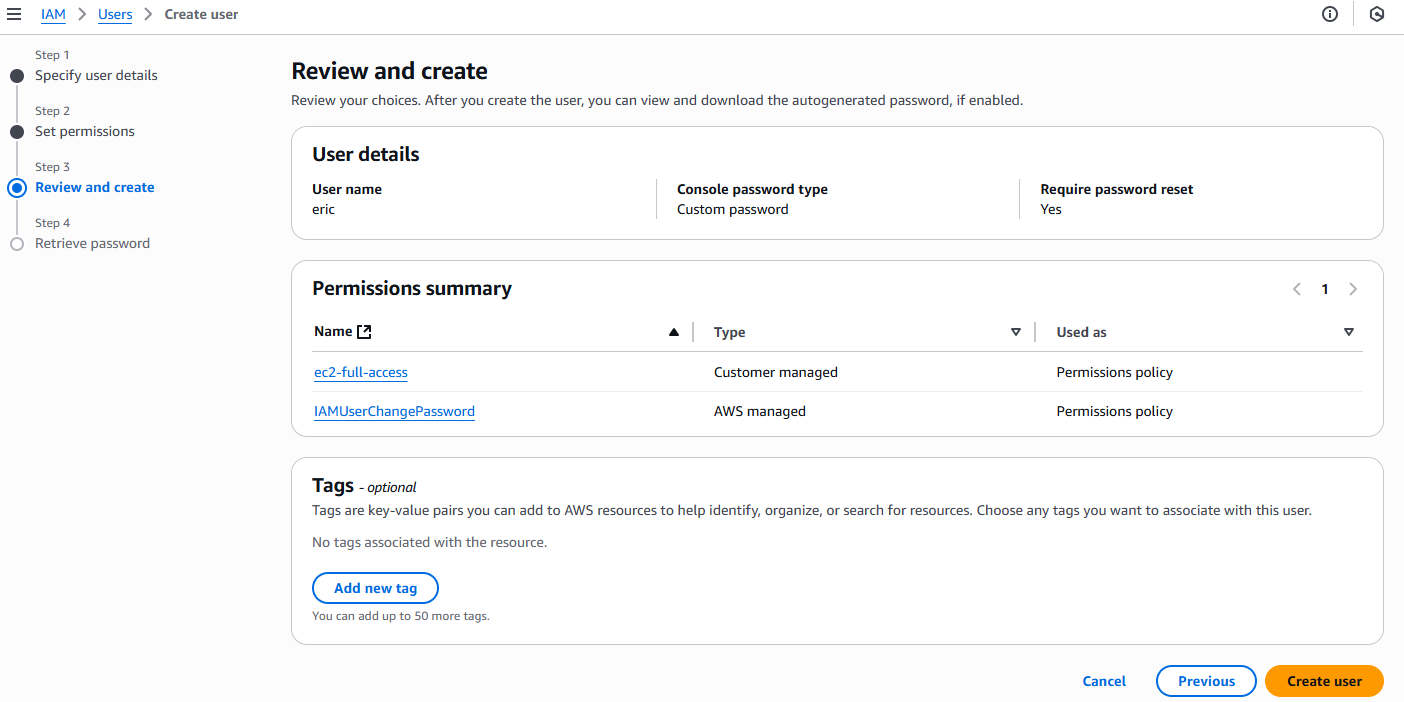 IAM > Users > Create user
Step 1
Specify user details
Step 2
Set permissions
Step 3
Review and create
Step 4
Retrieve password
Review and create
Review your choices. After you create the user, you can view and download the autogenerated password, if enabled.
User details
User name
eric
Console password type
Custom password
Require password reset
Yes
Permissions summary
1
Name Type Used as
ec2-full-access Customer managed Permissions policy
IAMUserChangePassword AWS managed Permissions policy
Tags - optional
Tags are key-value pairs you can add to AWS resources to help identify, organize, or search for resources. Choose any tags you want to associate with this user.
No tags associated with the resource.
Add new tag
You can add up to 50 more tags.
Cancel Previous Create user